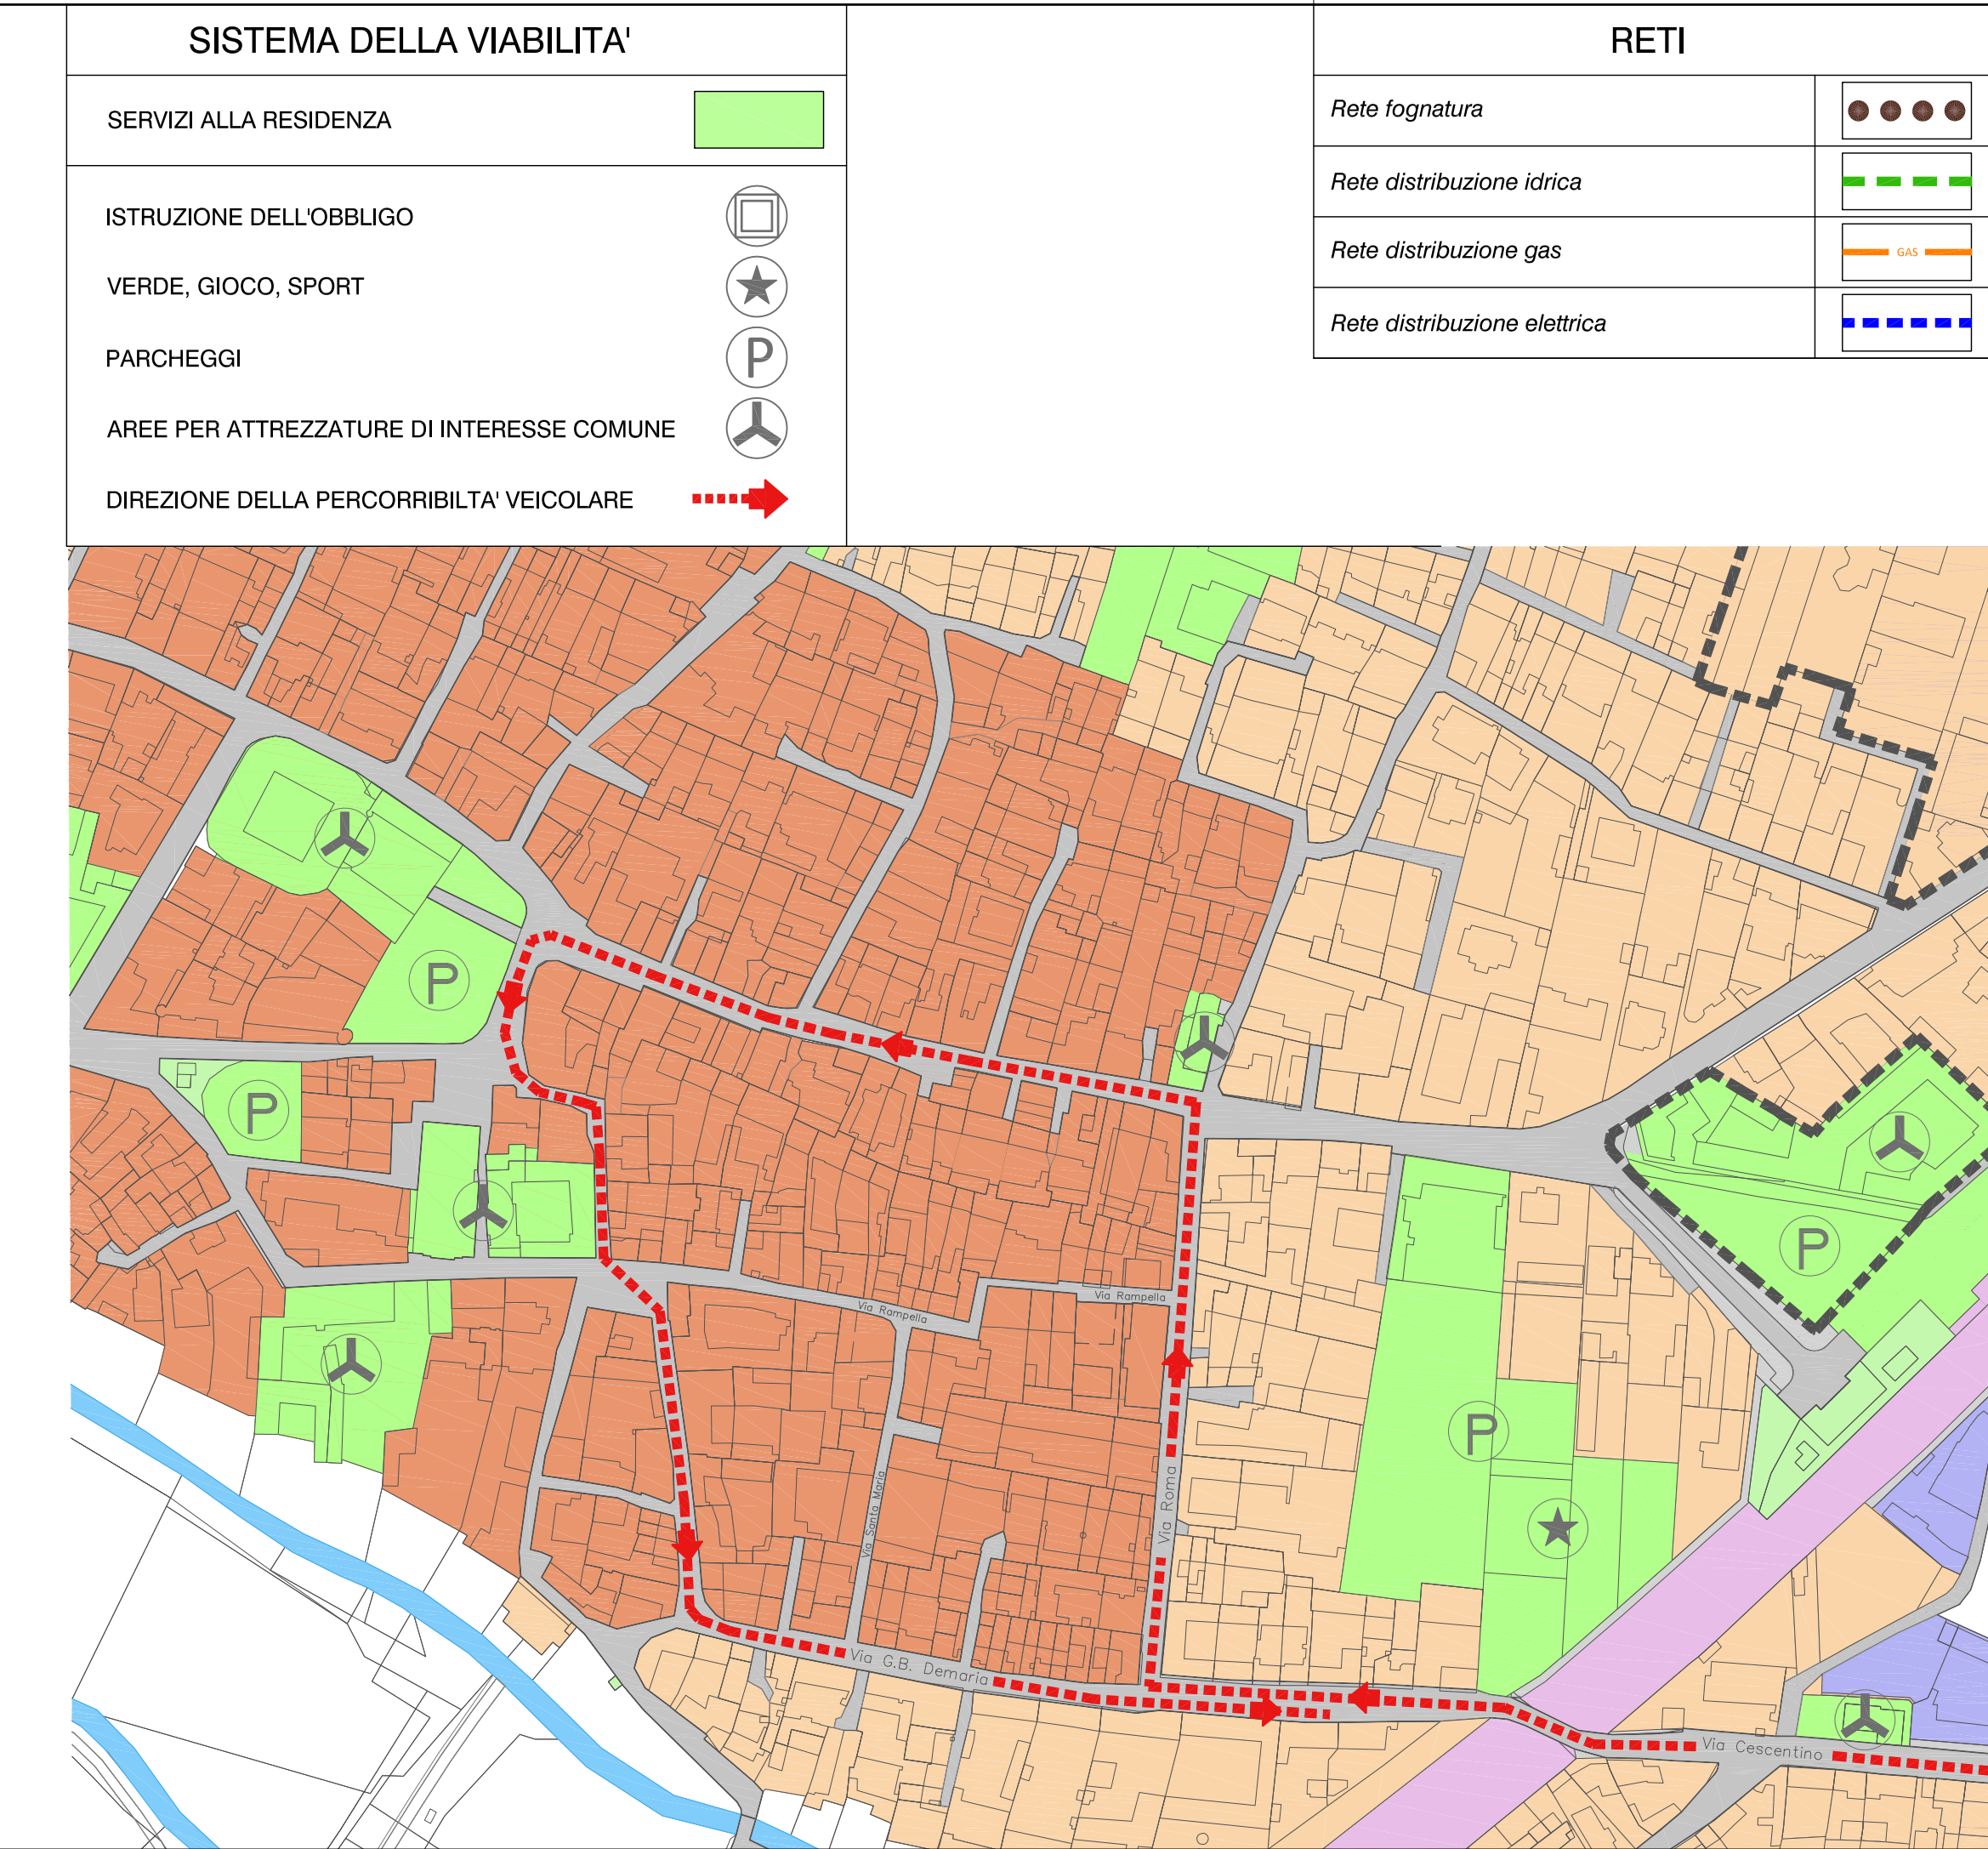 SISTEMA DELLA VIABILITA'
SERVIZI ALLA RESIDENZA
ISTRUZIONE DELL'OBBLIGO
VERDE, GIOCO, SPORT
PARCHEGGI
P
AREE PER ATTREZZATURE DI INTERESSE COMUNE
DIREZIONE DELLA PERCORRIBILTA' VEICOLARE
RETI
Rete fognatura
Rete distribuzione idrica
Rete distribuzione gas
GAS
Rete distribuzione elettrica
P
P
P
P
Via Rampella
Via Rampella
Via Santa Maria
Via Roma
Via G.B. Demaria
Via Cescentino